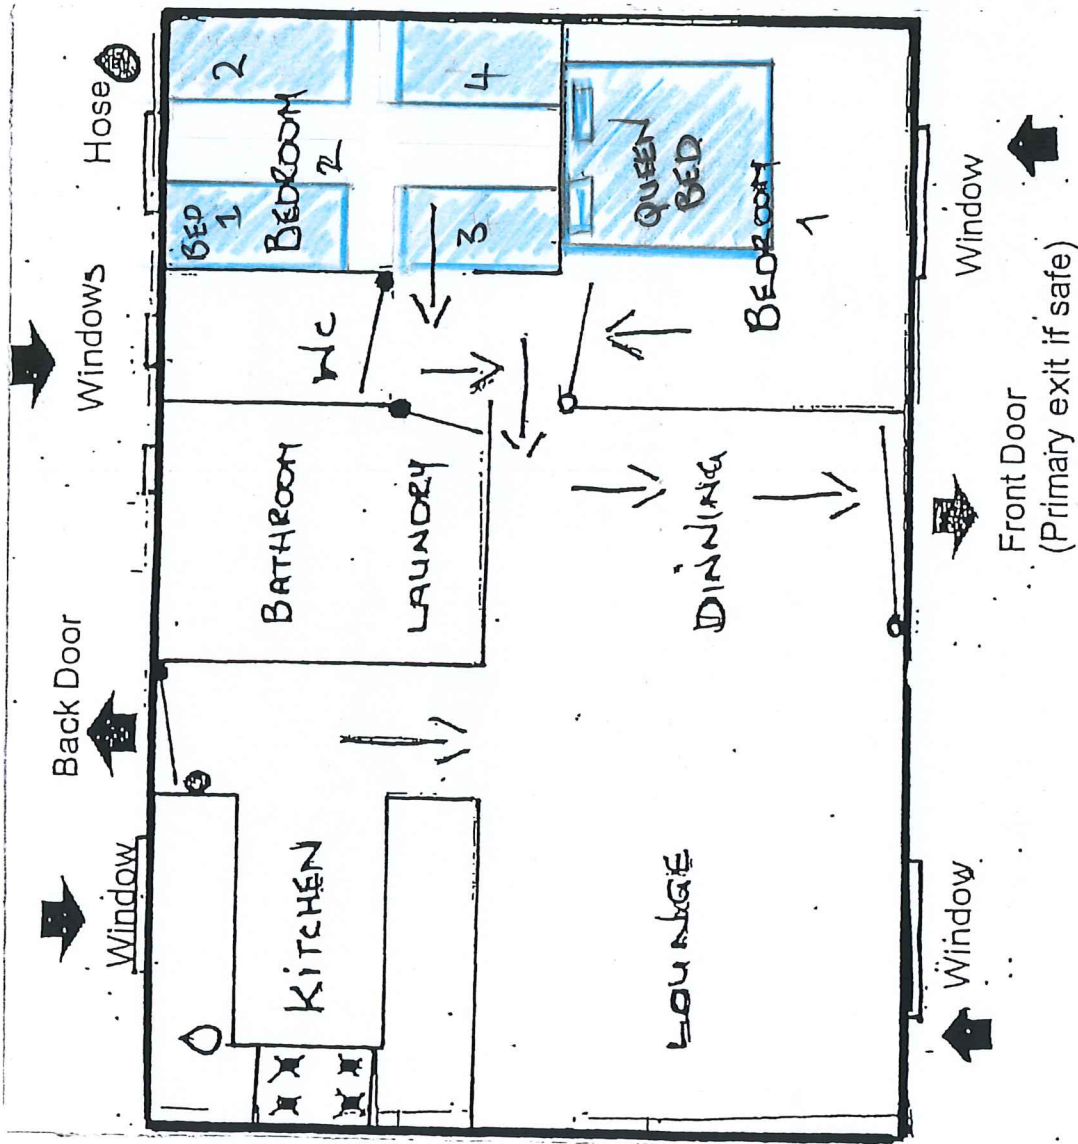 Back Door
Windows
Hose
Window
KITCHEN
BATHROOM
LAUNDRY
WC
BED
1
2
BEDROOM
2
3
4
QUEEN
BED
BEDROOM
1
LOUNGE
DINNING
Window
Front Door
(Primary exit if safe)
Window